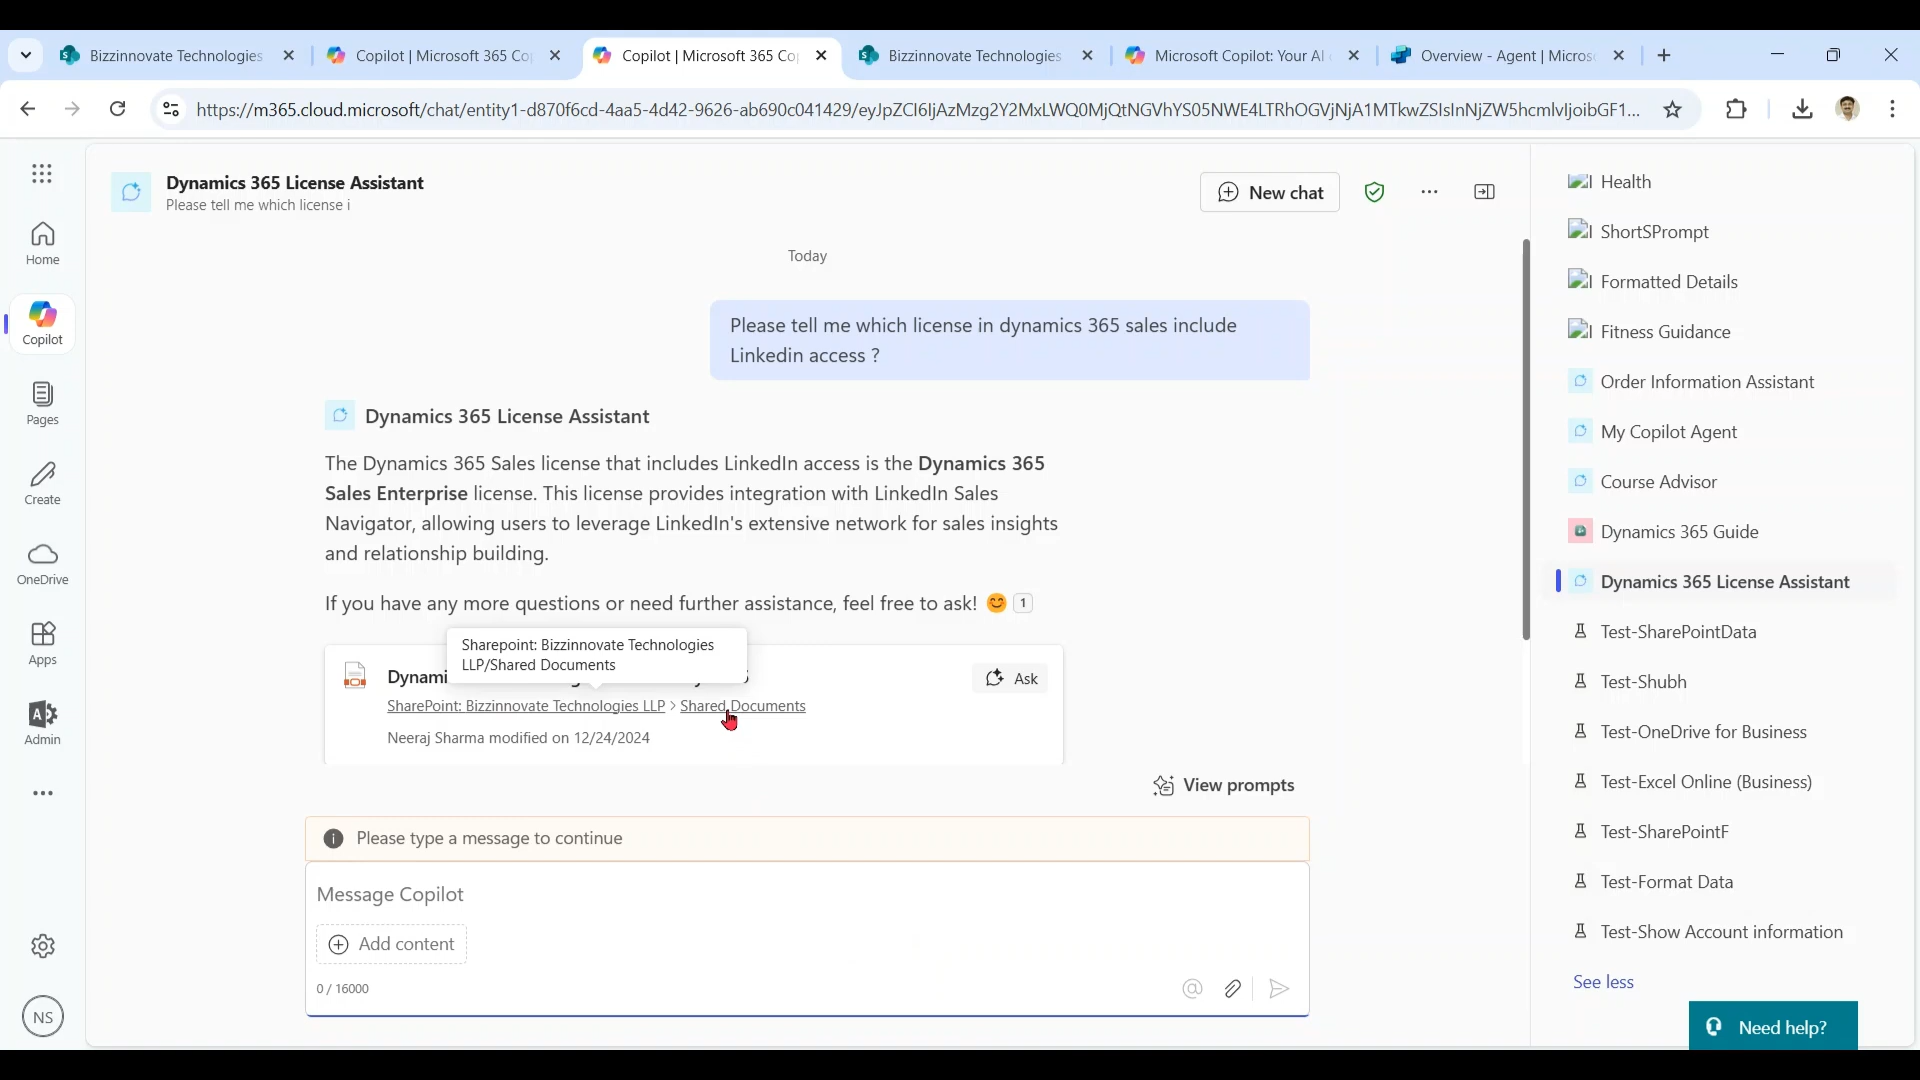 Bizzinnovate Technologies
Copilot | Microsoft 365 Co
Copilot | Microsoft 365 Co
Bizzinnovate Technologies
Microsoft Copilot: Your AI
Overview - Agent | Micros
https://m365.cloud.microsoft/chat/entity1-d870f6cd-4aa5-4d42-9626-ab690c041429/eyJpZCI6IjAzMzg2Y2MxLWQ0MjQtNGVhYS05NWE4LTRhOGVjNjA1MTkwZSIsInNjZW5hcmlvIjoibGF1...
Home
Copilot
Pages
Create
OneDrive
Apps
Admin
NS
Dynamics 365 License Assistant
Please tell me which license i
New chat
Today
Please tell me which license in dynamics 365 sales include
Linkedin access ?
Dynamics 365 License Assistant
The Dynamics 365 Sales license that includes LinkedIn access is the Dynamics 365
Sales Enterprise license. This license provides integration with LinkedIn Sales
Navigator, allowing users to leverage LinkedIn's extensive network for sales insights
and relationship building.
If you have any more questions or need further assistance, feel free to ask! 😊 1
Sharepoint: Bizzinnovate Technologies
LLP/Shared Documents
Dynami
Ask
SharePoint: Bizzinnovate Technologies LLP > Shared Documents
Neeraj Sharma modified on 12/24/2024
View prompts
Please type a message to continue
Message Copilot
Add content
0 / 16000
Health
ShortSPrompt
Formatted Details
Fitness Guidance
Order Information Assistant
My Copilot Agent
Course Advisor
Dynamics 365 Guide
Dynamics 365 License Assistant
Test-SharePointData
Test-Shubh
Test-OneDrive for Business
Test-Excel Online (Business)
Test-SharePointF
Test-Format Data
Test-Show Account information
See less
Need help?